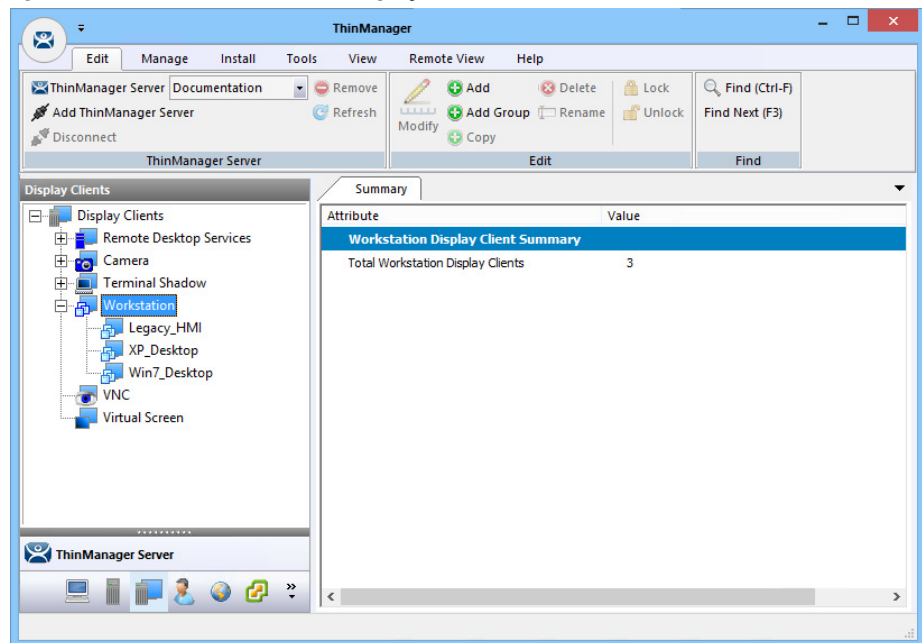 ThinManager
Edit Manage Install Tools View Remote View Help
ThinManager Server Documentation
Add ThinManager Server
Disconnect
ThinManager Server
Remove
Refresh
Modify
Add
Add Group
Copy
Delete
Rename
Lock
Unlock
Edit
Find (Ctrl-F)
Find Next (F3)
Find
Display Clients
Display Clients
Remote Desktop Services
Camera
Terminal Shadow
Workstation
Legacy_HMI
XP_Desktop
Win7_Desktop
VNC
Virtual Screen
ThinManager Server
Summary
Attribute Value
Workstation Display Client Summary
Total Workstation Display Clients 3